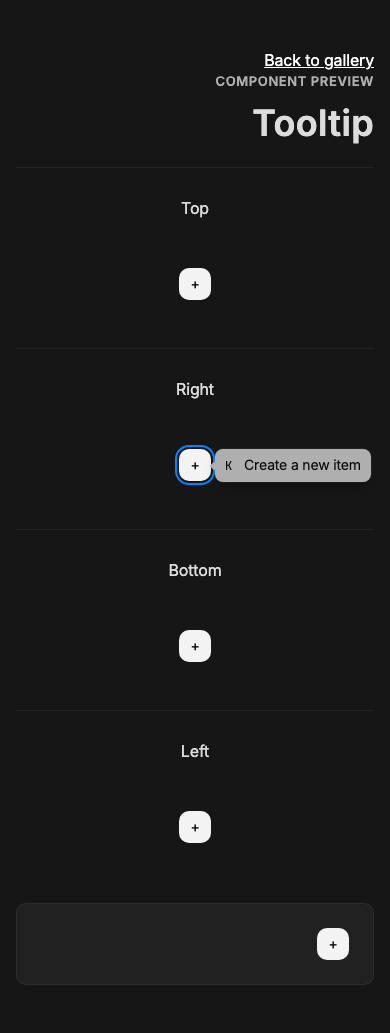 Back to gallery
COMPONENT PREVIEW
Tooltip
Top
+
Right
+ K Create a new item
Bottom
+
Left
+
+